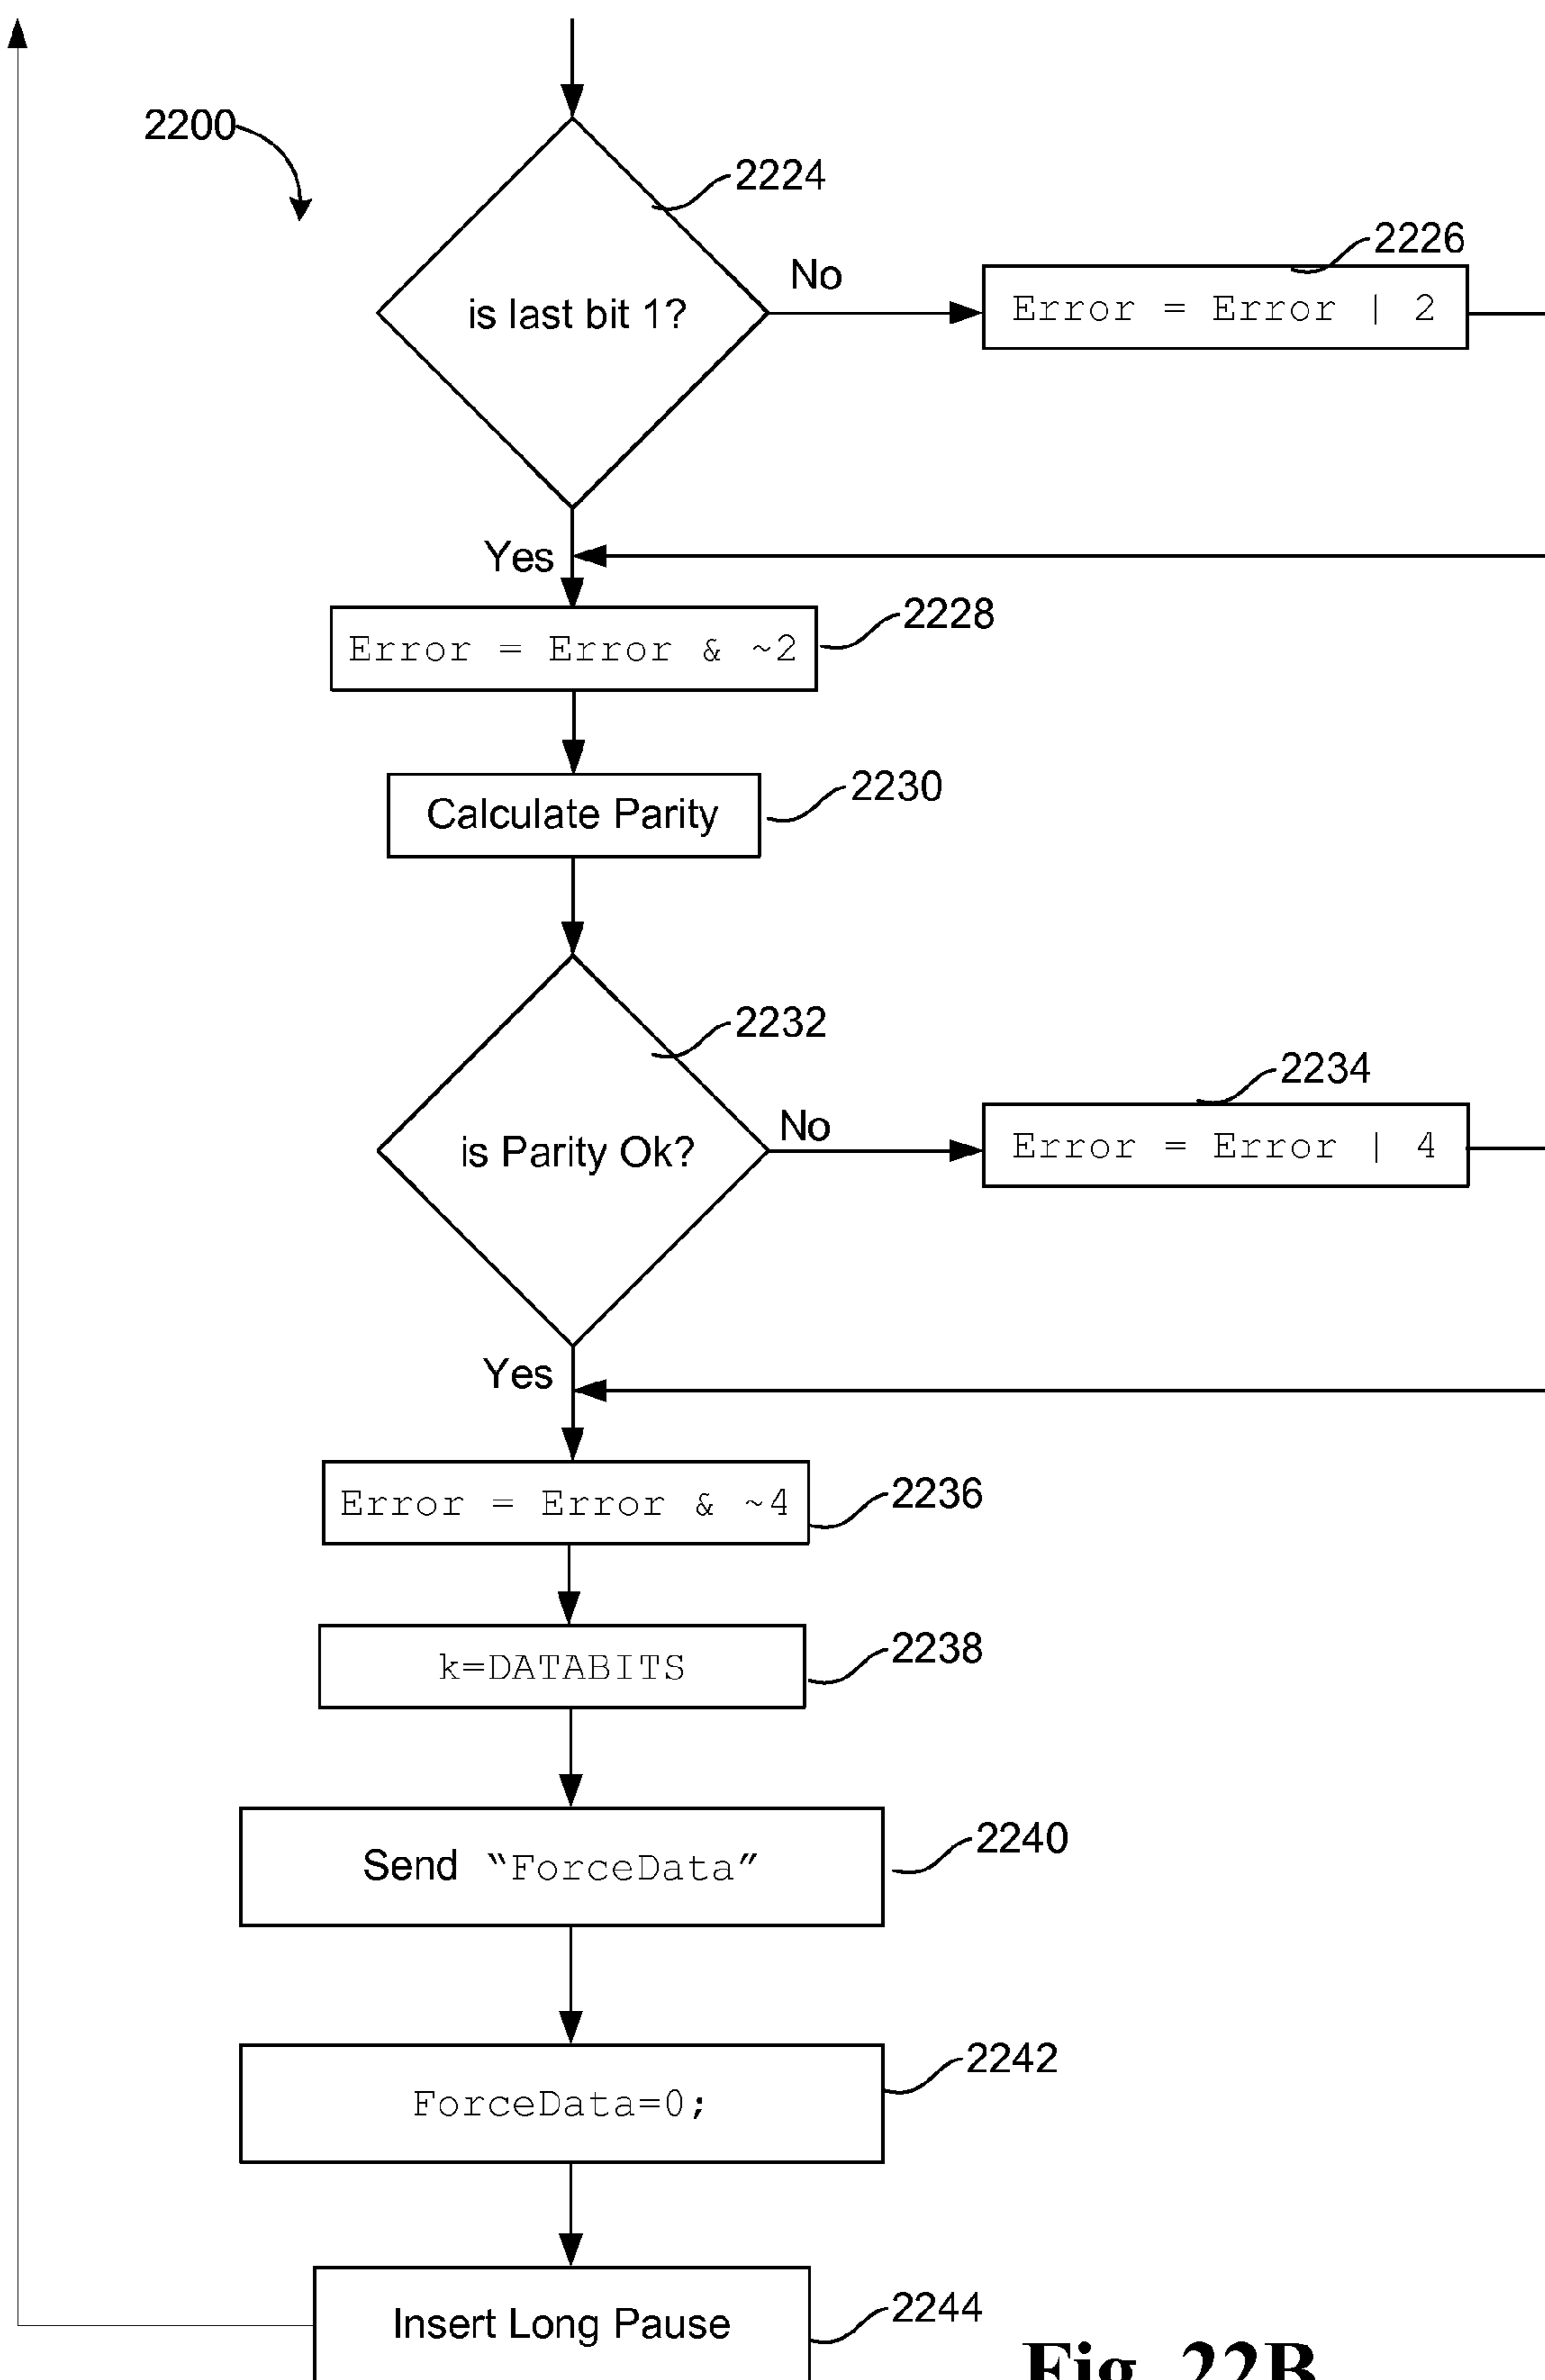 2200
2224
is last bit 1?
No
2226
Error = Error | 2
Yes
2228
Error = Error & ~2
2230
Calculate Parity
2232
is Parity Ok?
No
2234
Error = Error | 4
Yes
2236
Error = Error & ~4
2238
k=DATABITS
2240
Send “ForceData”
2242
ForceData=0;
2244
Insert Long Pause
Fig. 22B